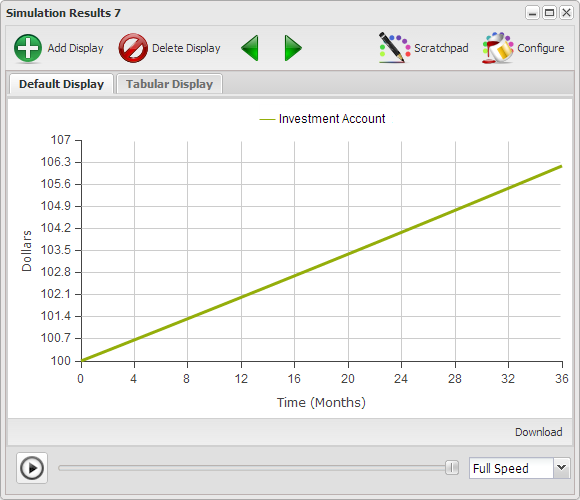 Simulation Results 7
Add Display Delete Display Scratchpad Configure
Default Display Tabular Display
Investment Account
107
106.3
105.6
104.9
104.2
103.5
102.8
102.1
101.4
100.7
100
Dollars
0 4 8 12 16 20 24 28 32 36
Time (Months)
Download
Full Speed